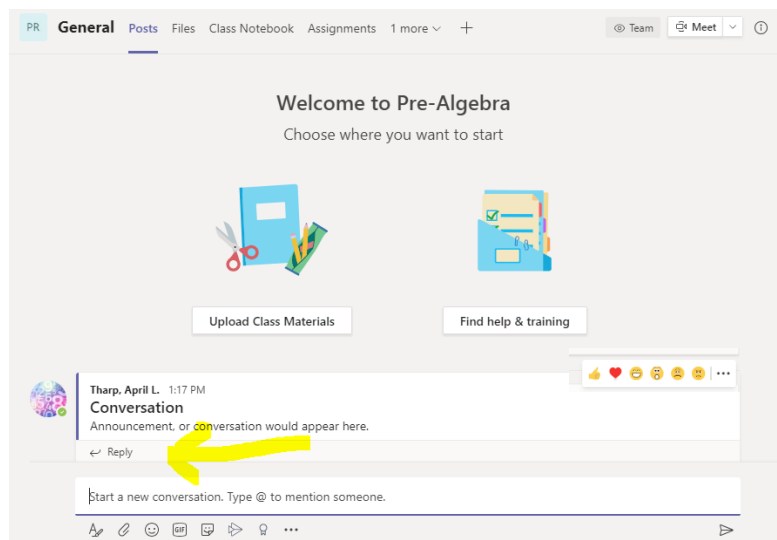 PR General Posts Files Class Notebook Assignments 1 more Team Meet
Welcome to Pre-Algebra
Choose where you want to start
Upload Class Materials Find help & training
Tharp, April L. 1:17 PM
Conversation
Announcement, or conversation would appear here.
Reply
Start a new conversation. Type @ to mention someone.
GIF